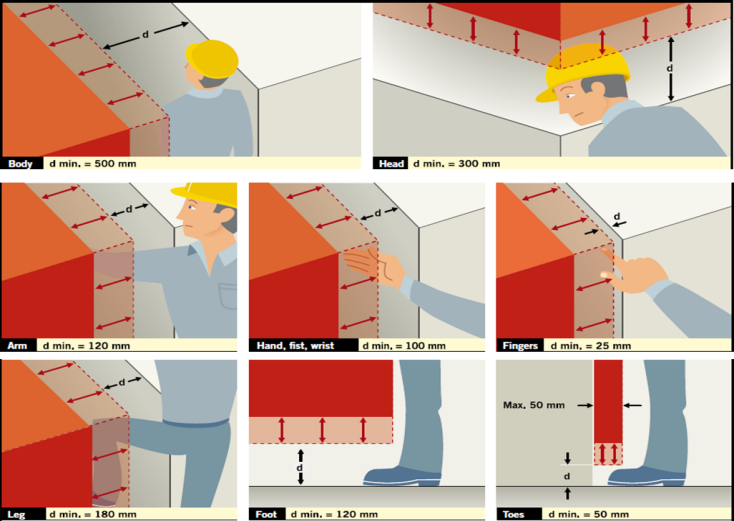 d
d
Body d min. = 500 mm
Head d min. = 300 mm
d
d
d
Arm d min. = 120 mm
Hand, fist, wrist d min. = 100 mm
Fingers d min. = 25 mm
d
Max. 50 mm
d
d
Leg d min. = 180 mm
Foot d min. = 120 mm
Toes d min. = 50 mm